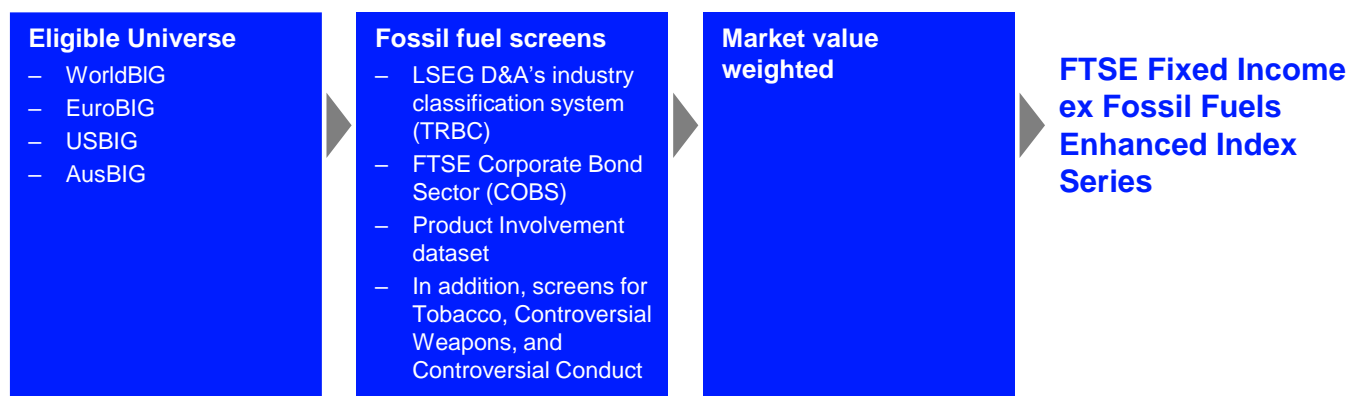 Eligible Universe
– WorldBIG
– EuroBIG
– USBIG
– AusBIG
Fossil fuel screens
– LSEG D&A's industry
classification system
(TRBC)
– FTSE Corporate Bond
Sector (COBS)
– Product Involvement
dataset
– In addition, screens for
Tobacco, Controversial
Weapons, and
Controversial Conduct
Market value
weighted
FTSE Fixed Income
ex Fossil Fuels
Enhanced Index
Series